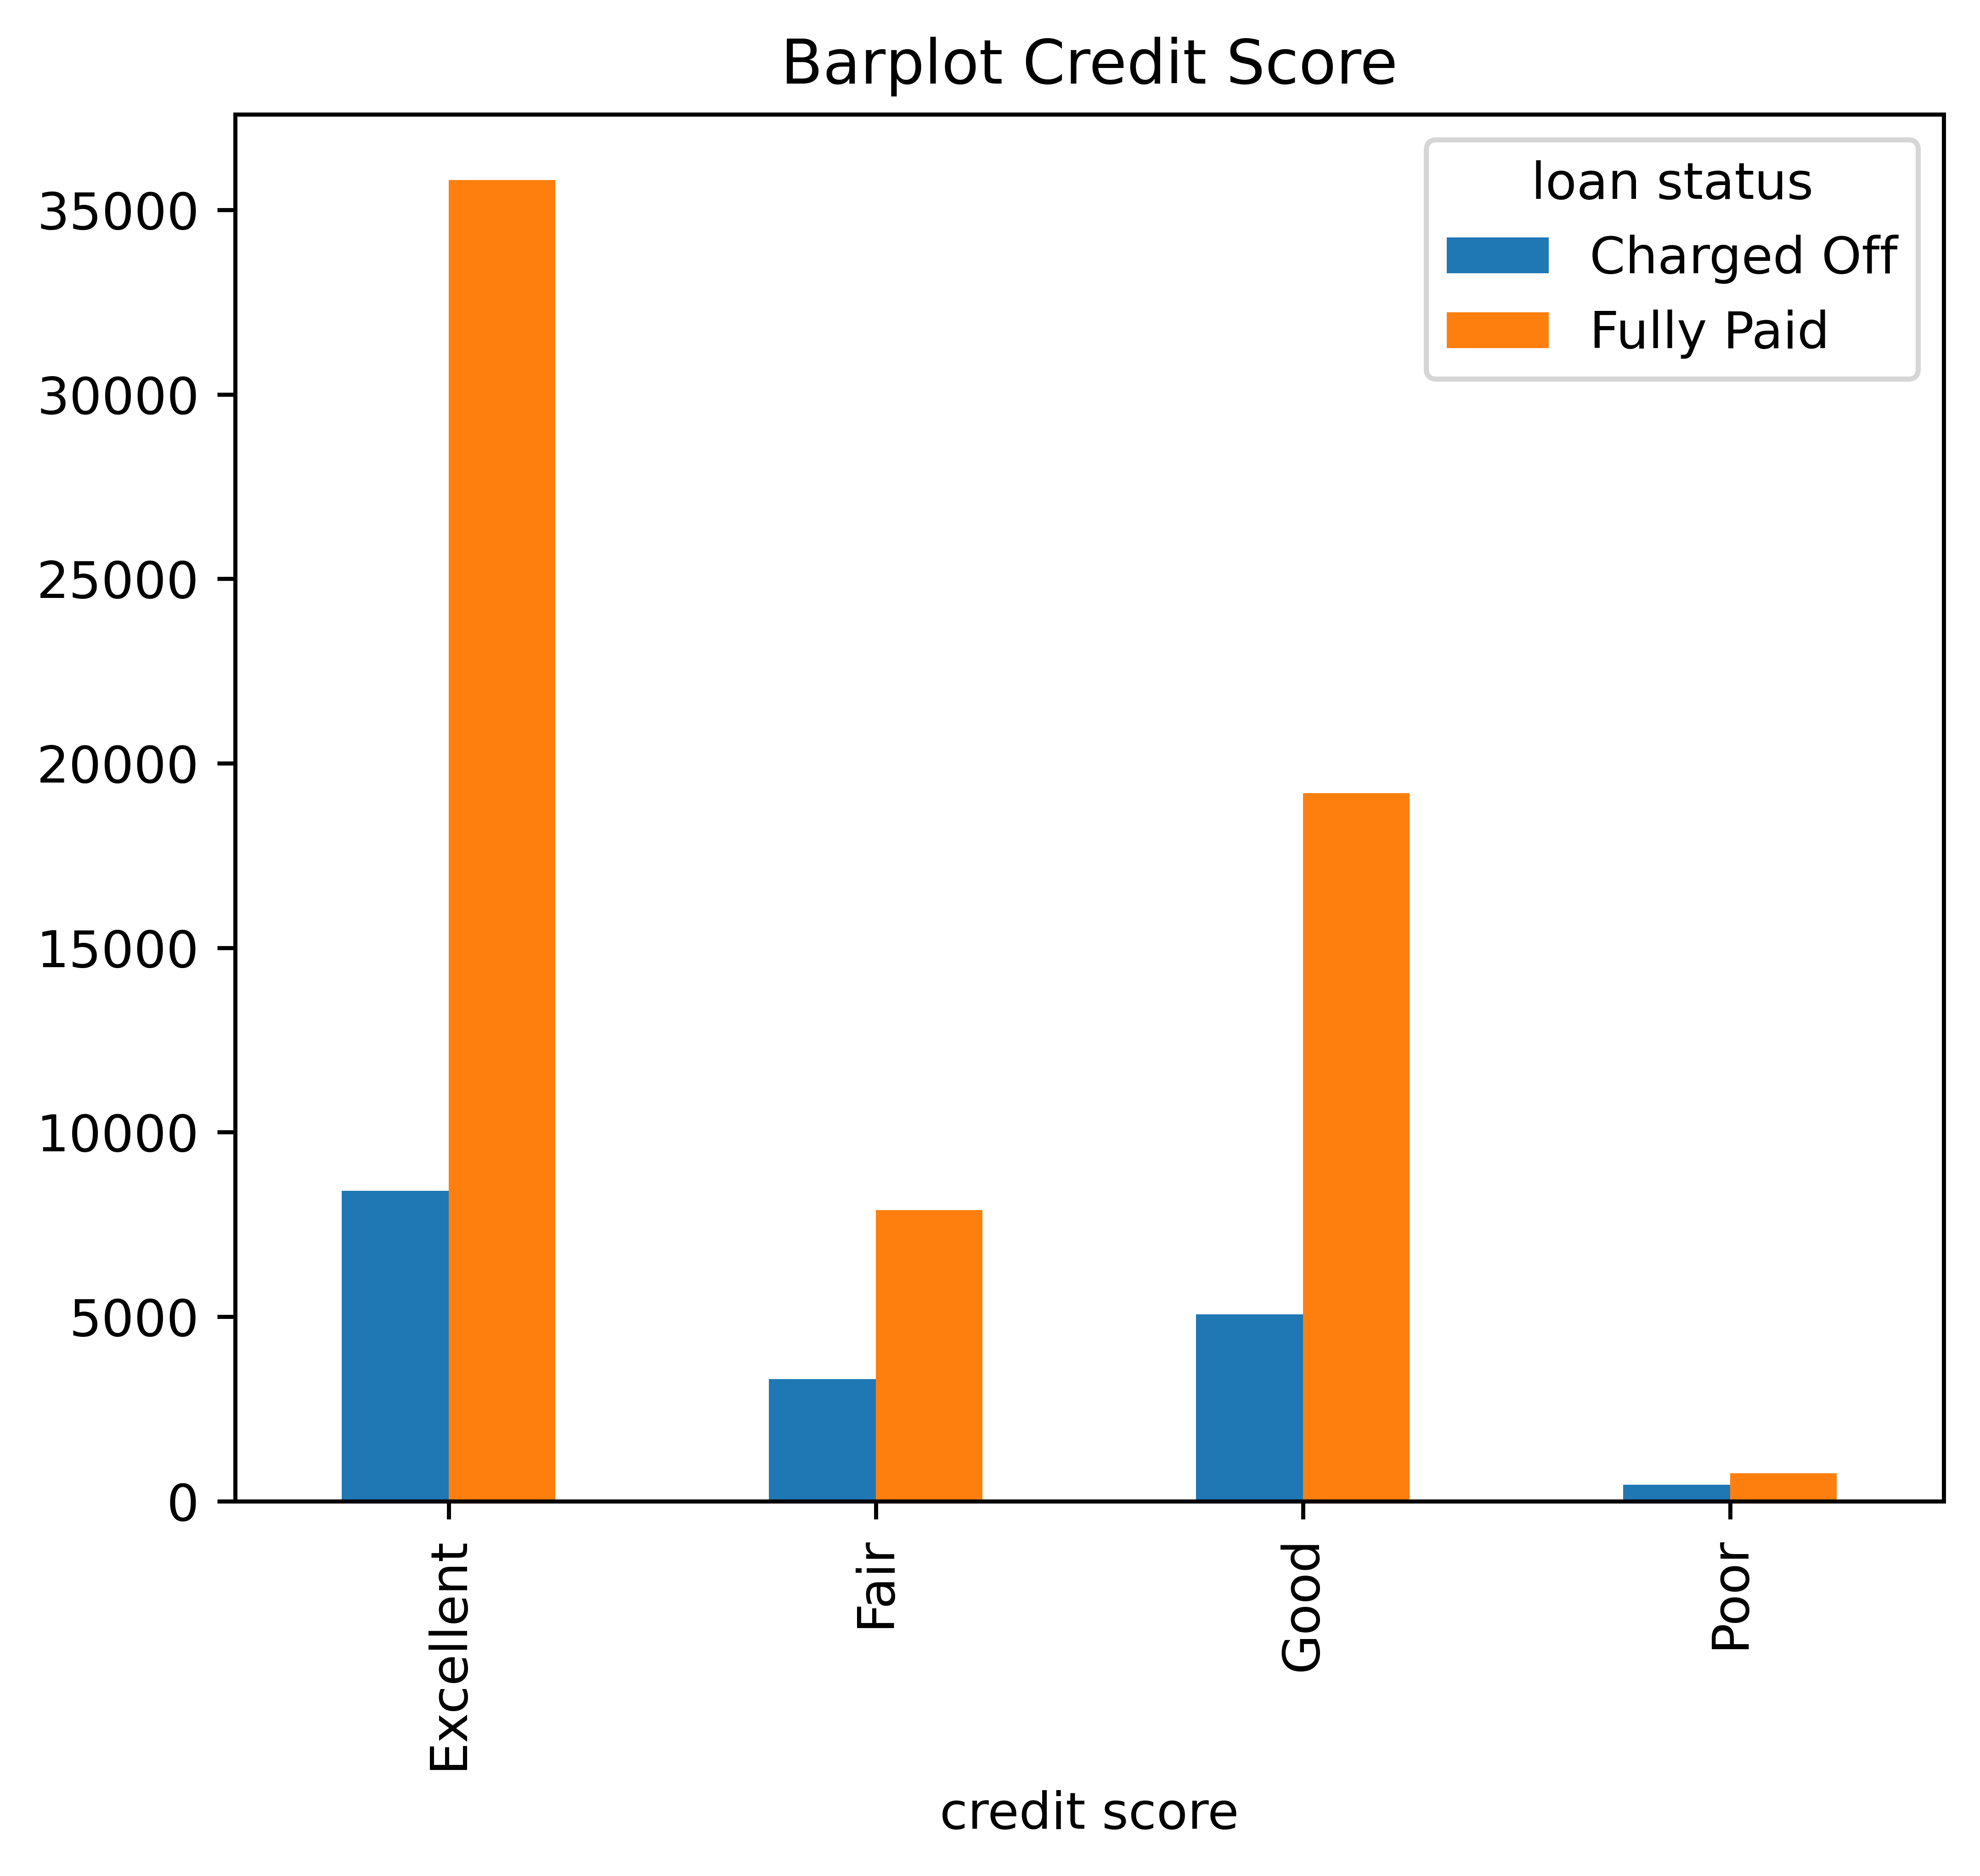 Barplot Credit Score
loan status
Charged Off
Fully Paid
35000
30000
25000
20000
15000
10000
5000
0
Excellent
Fair
Good
Poor
credit score